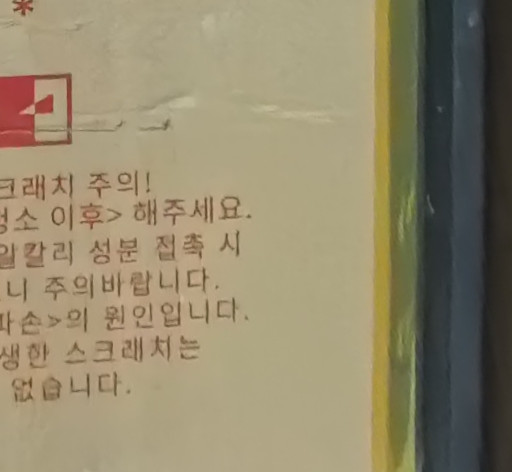 *
크래치 주의!
청소 이후> 해주세요.
알칼리 성분 접촉 시
니 주의바랍니다.
파손>의 원인입니다.
생한 스크래치는
없습니다.